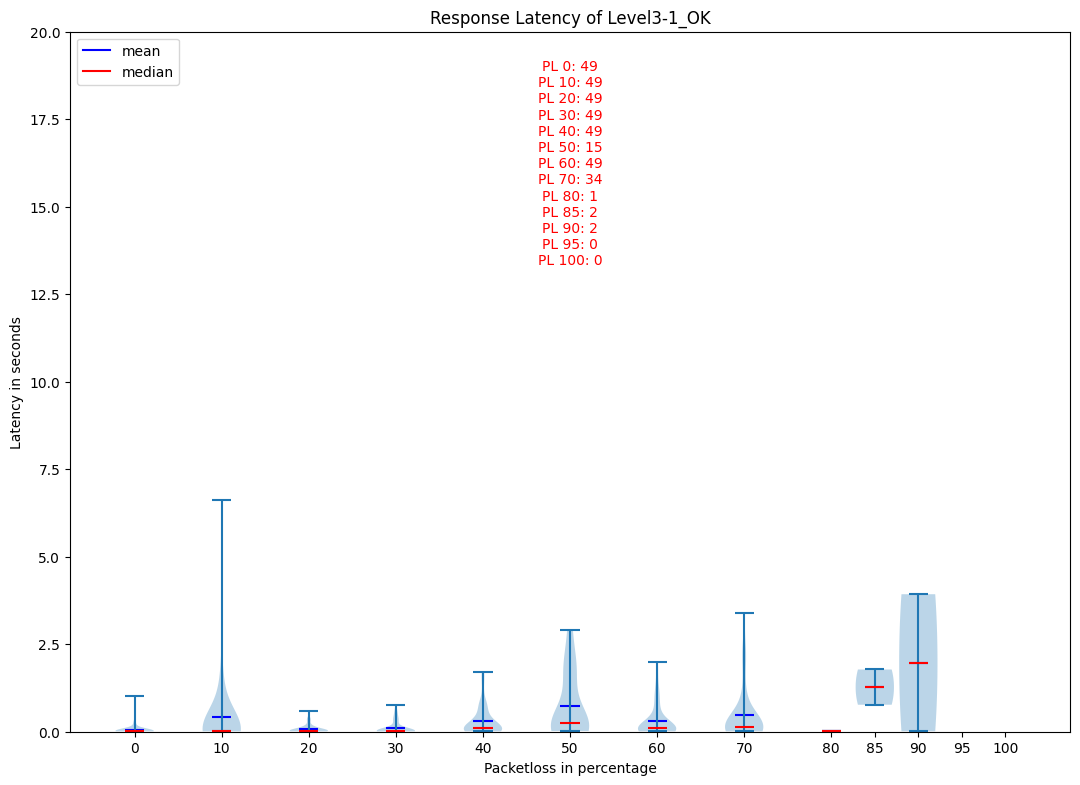 Response Latency of Level3-1_OK
20.0
17.5
15.0
12.5
10.0
7.5
5.0
2.5
0.0
Latency in seconds
mean
median
PL 0: 49
PL 10: 49
PL 20: 49
PL 30: 49
PL 40: 49
PL 50: 15
PL 60: 49
PL 70: 34
PL 80: 1
PL 85: 2
PL 90: 2
PL 95: 0
PL 100: 0
0 10 20 30 40 50 60 70 80 85 90 95 100
Packetloss in percentage